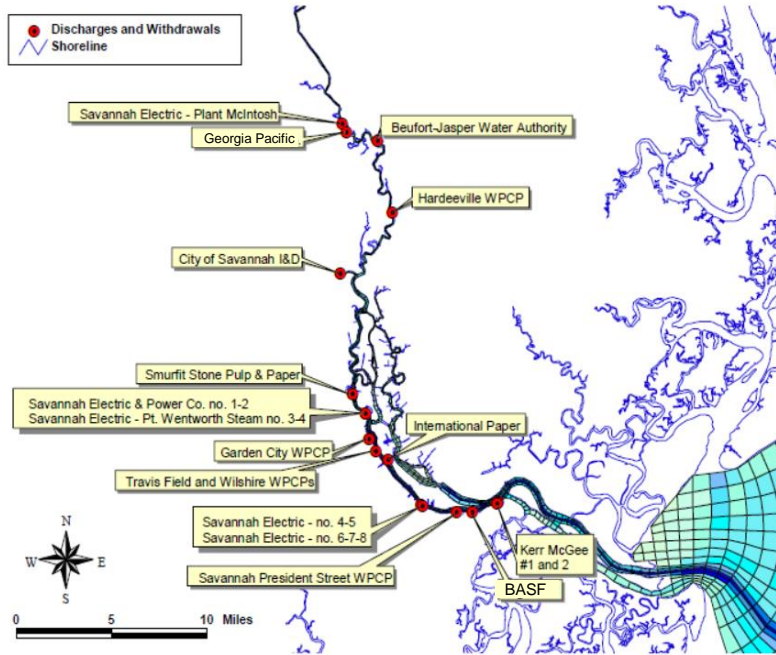 Discharges and Withdrawals
Shoreline
Savannah Electric - Plant McIntosh
Georgia Pacific
Beufort-Jasper Water Authority
Hardeeville WPCP
City of Savannah I&D
Smurfit Stone Pulp & Paper
Savannah Electric & Power Co. no. 1-2
Savannah Electric - Pt. Wentworth Steam no. 3-4
International Paper
Garden City WPCP
Travis Field and Wilshire WPCPs
Savannah Electric - no. 4-5
Savannah Electric - no. 6-7-8
Kerr McGee
#1 and 2
Savannah President Street WPCP
BASF
N
W E
S
0 5 10 Miles